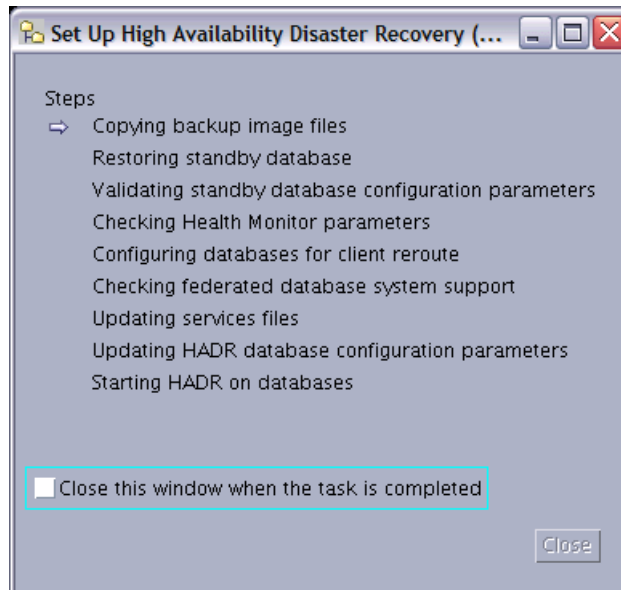 Set Up High Availability Disaster Recovery (...
Steps
Copying backup image files
Restoring standby database
Validating standby database configuration parameters
Checking Health Monitor parameters
Configuring databases for client reroute
Checking federated database system support
Updating services files
Updating HADR database configuration parameters
Starting HADR on databases
Close this window when the task is completed
Close